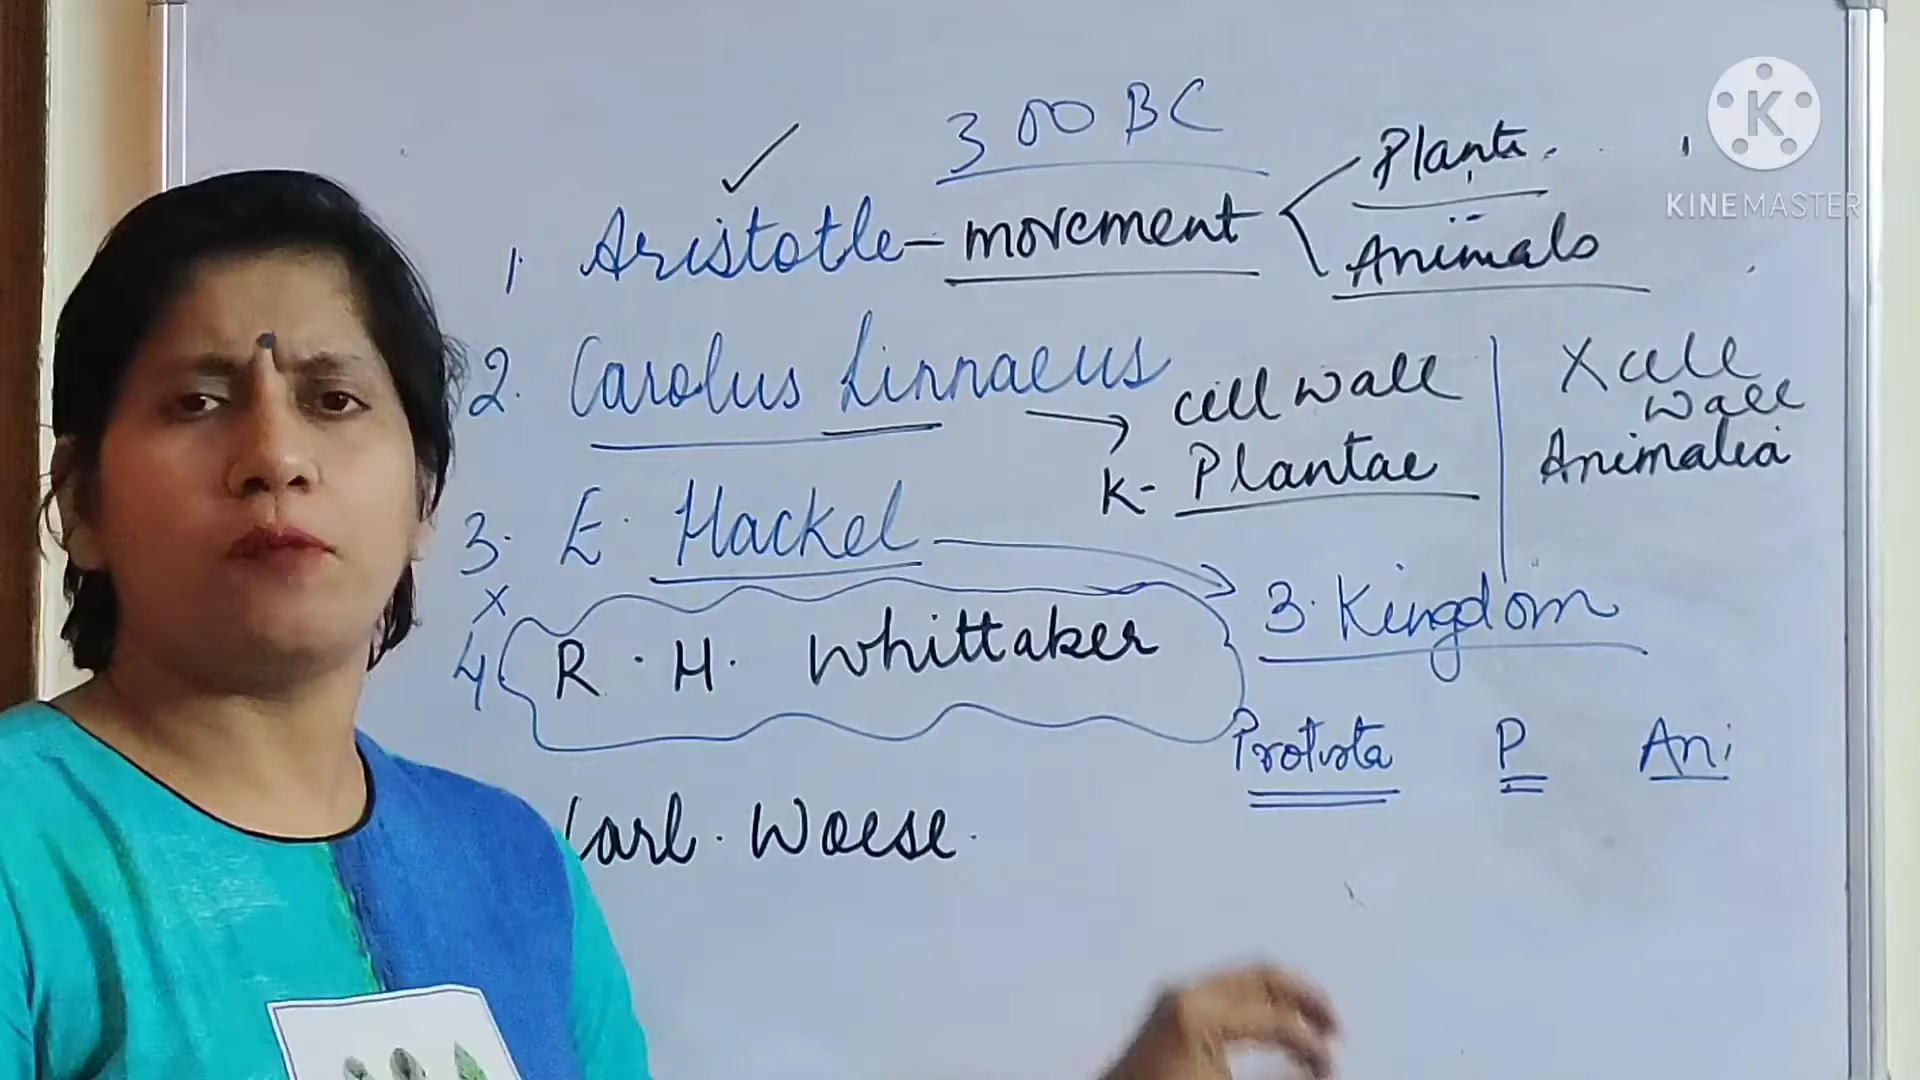 300 BC
1. Aristotle - movement < Plants
Animals
2. Carolus Linnaeus → cell wall
K- Plantae
X cell
wall
Animalia
3. E. Hackel → 3. Kingdom
Protista P Ani
X
4 R. H. Whittaker
Karl. Woese.
K
KINEMASTER